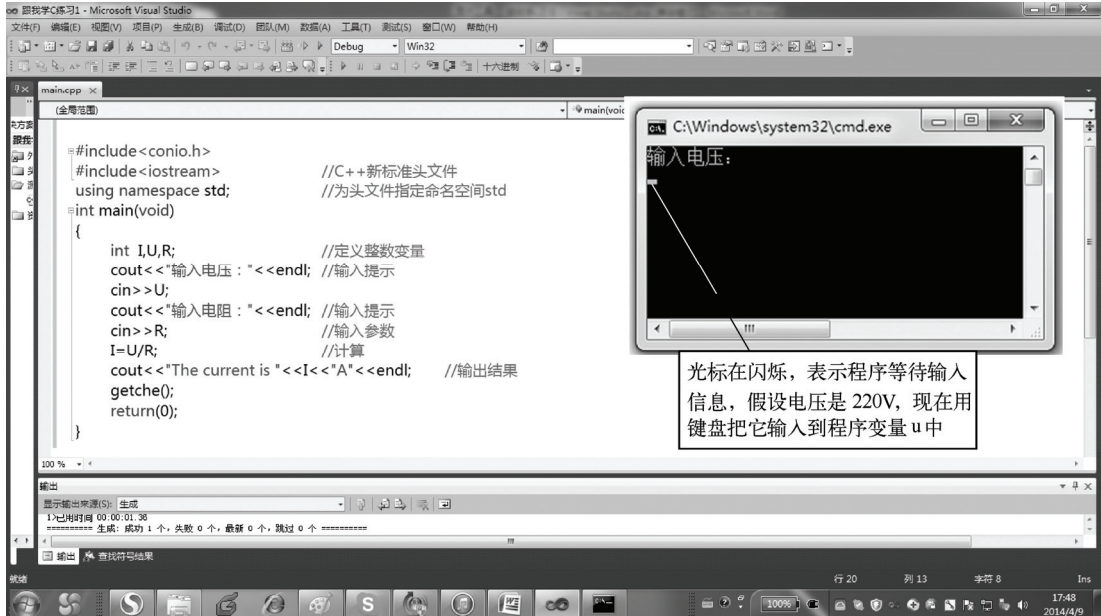 跟我学C练习1 - Microsoft Visual Studio
文件(F) 编辑(E) 视图(V) 项目(P) 生成(B) 调试(D) 团队(M) 数据(A) 工具(T) 测试(S) 窗口(W) 帮助(H)
Debug Win32
十六进制
main.cpp
(全局范围)
main(voic
#include<conio.h>
#include<iostream> //C++新标准头文件
using namespace std; //为头文件指定命名空间std
int main(void)
{
int I,U,R; //定义整数变量
cout<<"输入电压："<<endl; //输入提示
cin>>U;
cout<<"输入电阻："<<endl; //输入提示
cin>>R; //输入参数
I=U/R; //计算
cout<<"The current is "<<I<<"A"<<endl; //输出结果
getche();
return(0);
}
C:\Windows\system32\cmd.exe
输入电压：
光标在闪烁，表示程序等待输入
信息，假设电压是 220V，现在用
键盘把它输入到程序变量 u 中
100 %
输出
显示输出来源(S): 生成
1>已用时间 00:00:01.36
========== 生成: 成功 1 个，失败 0 个，最新 0 个，跳过 0 个 ==========
输出 查找符号结果
就绪 行 20 列 13 字符 8 Ins
100%
17:48
2014/4/9